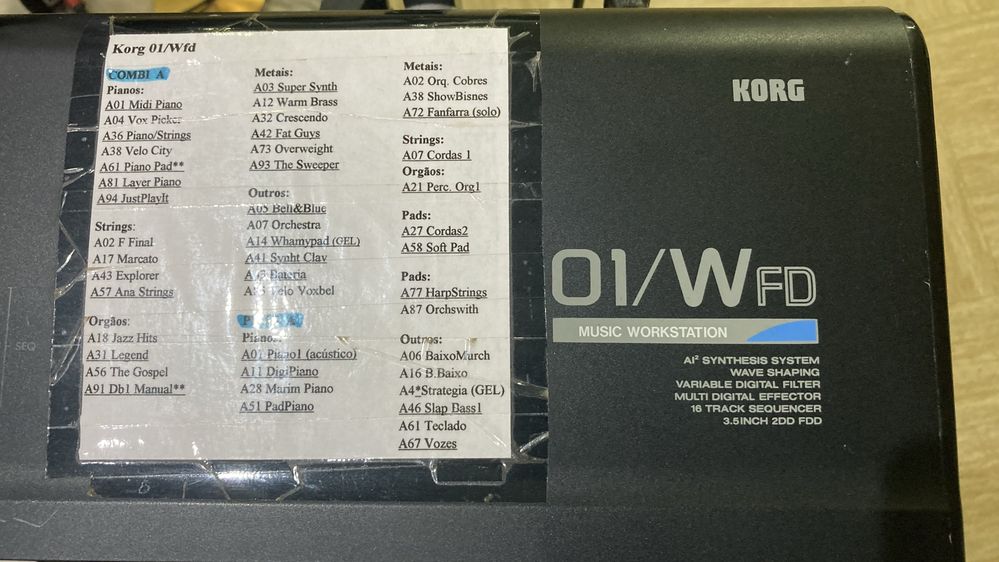 Korg 01/Wfd
COMBI A
Pianos:
A01 Midi Piano
A04 Vox Picker
A36 Piano/Strings
A38 Velo City
A61 Piano Pad**
A81 Layer Piano
A94 JustPlayIt
Strings:
A02 F Final
A17 Marcato
A43 Explorer
A57 Ana Strings
Orgãos:
A18 Jazz Hits
A31 Legend
A56 The Gospel
A91 Db1 Manual**
Metais:
A03 Super Synth
A12 Warm Brass
A32 Crescendo
A42 Fat Guys
A73 Overweight
A93 The Sweeper
Outros:
A05 Bell&Blue
A07 Orchestra
A14 Whamypad (GEL)
A41 Synht Clav
Bateria
Velo Voxbel
Pianos:
A01 Piano1 (acústico)
A11 DigiPiano
A28 Marim Piano
A51 PadPiano
Metais:
A02 Orq. Cobres
A38 ShowBisnes
A72 Fanfarra (solo)
Strings:
A07 Cordas 1
Orgãos:
A21 Perc. Org1
Pads:
A27 Cordas2
A58 Soft Pad
Pads:
A77 HarpStrings
A87 Orchswith
Outros:
A06 BaixoMurch
A16 B.Baixo
A4*Strategia (GEL)
A46 Slap Bass1
A61 Teclado
A67 Vozes
KORG
01/WFD
MUSIC WORKSTATION
AI² SYNTHESIS SYSTEM
WAVE SHAPING
VARIABLE DIGITAL FILTER
MULTI DIGITAL EFFECTOR
16 TRACK SEQUENCER
3.5INCH 2DD FDD
SEQ